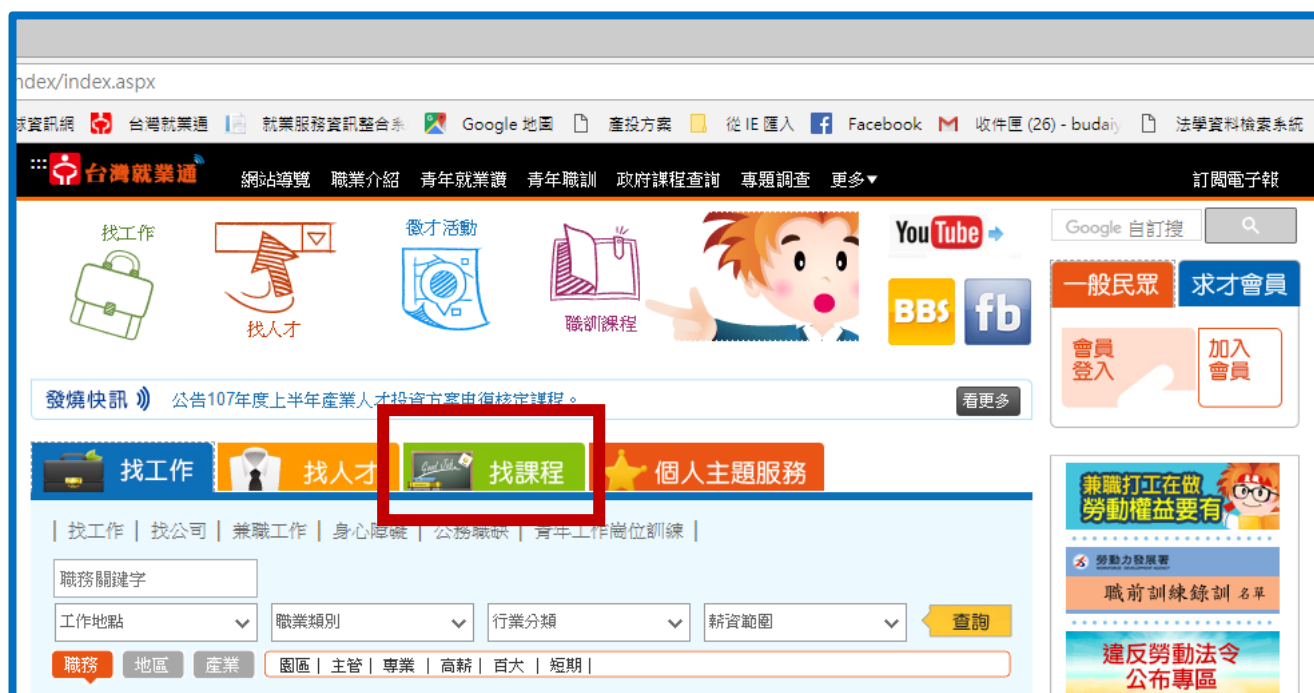 ndex/index.aspx
球資訊網 台灣就業通 就業服務資訊整合系 Google 地圖 產投方案 從 IE 匯入 Facebook 收件匣 (26) - budaiy 法學資料檢索系統
台灣就業通 網站導覽 職業介紹 青年就業讚 青年職訓 政府課程查詢 專題調查 更多▾ 訂閱電子報
找工作
找人才
徵才活動
職訓課程
YouTube
BBS fb
Google 自訂搜
一般民眾 求才會員
會員登入
加入會員
發燒快訊 公告107年度上半年產業人才投資方案申復核定課程。 看更多
找工作 找人才 Good Job 找課程 個人主題服務
| 找工作 | 找公司 | 兼職工作 | 身心障礙 | 公務職缺 | 青年工作崗位訓練 |
職務關鍵字
工作地點 職業類別 行業分類 薪資範圍 查詢
職務 地區 產業 園區 | 主管 | 專業 | 高薪 | 百大 | 短期 |
兼職打工在做
勞動權益要有
勞動力發展署
WORKFORCE DEVELOPMENT AGENCY
職前訓練錄訓 名單
違反勞動法令
公布專區